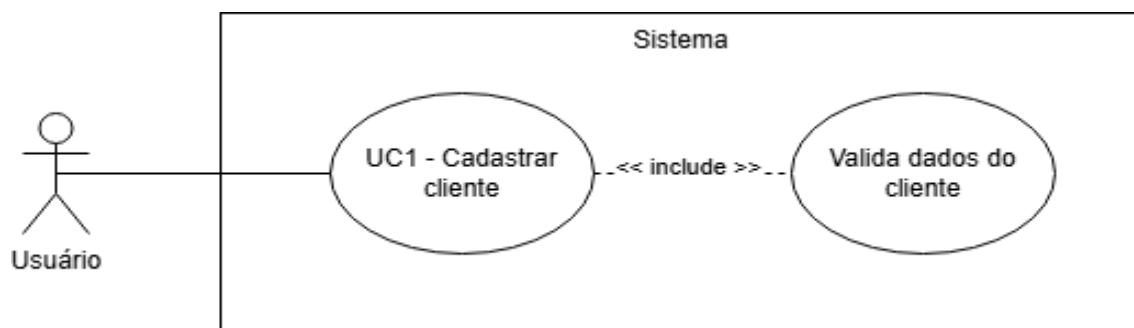 Sistema
UC1 - Cadastrar
cliente
<< include >>
Valida dados do
cliente
Usuário